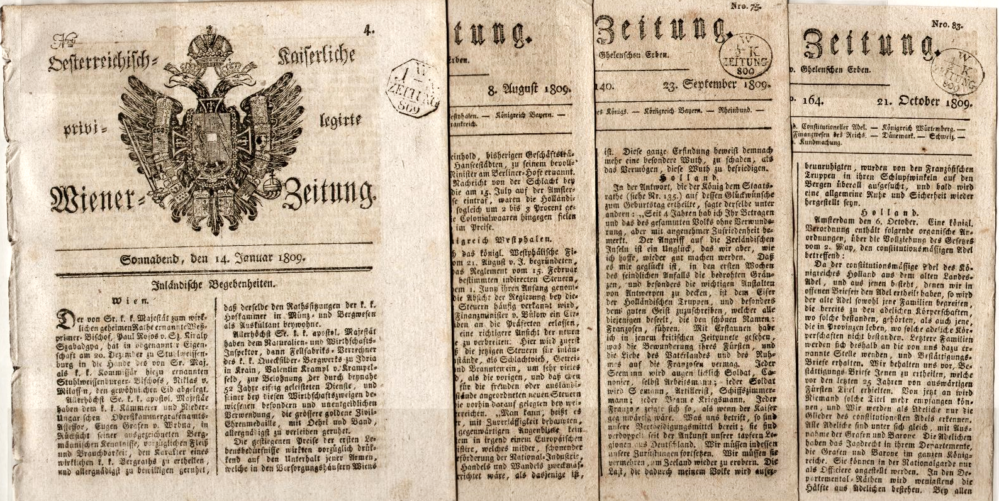 Nro
4.
Oesterreichisch-
Kaiserliche
privi-
legirte
Wiener-
Zeitung.
1 W K
ZEITUNG
809
Sonnabend, den 14. Januar 1809.
Inländische Begebenheiten.
Wien.
Der von Sr. k. k. Majestät zum wirk-
lichen geheimen Rathe ernannte Weß-
primer-Bischof, Paul Rojos v. Sz. Kiraly
Szabadgya, hat in obgenannter Eigen-
schaft am 20. Dezember zu Stuhlweissen-
burg in die Hände des von Sr. Maj.
als k. k. Kommissär hiezu ernannten
Stuhlweissenburger-Bischofs, Niklas v.
Milassin, den gewöhnlichen Eid abgelegt.
Allerhöchst Se. k. k. apostol. Majestät
haben dem k. k. Kämmerer und Nieder-
Ungarischen Oberstkammergrafenamts-
Assessor, Eugen Grafen v. Wrbna, in
Rücksicht seiner ausgezeichneten Berg-
männischen Kenntnisse, vorzüglichen Fleiß
und Brauchbarkeit, den Karakter eines
wirklichen k. k. Bergraths zu ertheilen,
und allergnädigst zu bewilligen geruhet,
daß derselbe den Rathssitzungen der k. k.
Hofkammer in Münz- und Bergwesen
als Auskultant beywohne.
Allerhöchst Se. k. k. apostol. Majestät
haben dem Naturalien- und Wirthschafts-
Inspektor, dann Fellfabriks-Verrechner
des k. k. Quecksilber-Bergwerks zu Idria
in Krain, Valentin Krampl v. Krampel-
feld, zur Belohnung der durch beynahe
52 Jahre eifrig geleisteten Dienste, und
seiner bey diesen Wirthschaftszweigen be-
wiesenen besondern und unentgeldlichen
Verwendung, die grössere goldene Zivil-
Ehrenmedaille, mit Oehrl und Band,
allergnädigst zu verleihen geruhet.
Die gestiegenen Preise der ersten Le-
bensbedürfnisse wirkten vorzüglich drük-
kend auf den Unterhalt jener Armen,
welche in den Versorgungshäusern Wiens
tung.
Erben.
8. August 1809.
estphalen. — Königreich Bayern. —
rankreich.
einhold, bisherigen Geschäftsträ-
Hanseestädten, zu seinem bevoll-
Minister am Berliner-Hofe ernannt.
Nachricht von der Schlacht bey
die am 15. July auf der Amster-
se eintraf, waren die Holländi-
sogleich um 2 bis 3 Procent ge-
e Colonialwaaren hingegen fielen
im Preise.
nigreich Westphalen.
h das königl. Westphälische Fi-
om 21. August v. J. begründeten,
das Reglement vom 15. Februar
bestimmten indirecten Steuern,
em 1. Juny ihren Anfang genom-
die Absicht der Regierung bey die-
Steuern häufig verkannt wird,
Finanzminister v. Bülow ein Cir-
den an die Präfecten erlassen,
eine richtigere Ansicht der neuen
e zu verbreiten. Hier wird zuerst
die jetzigen Steuern für inlän-
stände, als Schlachtvieh, Getrei-
nd Branntwein, um sehr vieles
d, als die vorigen, und daß eben
für die fremden oder ausländi-
stände angeordneten neuen Steuern
ie vorhin darauf gelegten bey wei-
erreichen. „Man kann, heißt es
r, mit Zuverläßigkeit behaupten,
gegenwärtigen Augenblicke kein-
tem in irgend einem Europäischen
istire, welches milder, schonender
eförderung der National-Industrie,
Handels und Wandels zweckmäs-
richtet wäre, als dasjenige ist,
Nro. 75.
Zeitung.
Ghelenschen Erben.
W
1 K
ZEITUNG
809
140.
23. September 1809.
es Königs. — Königreich Bayern. — Rheinbund. —
ist. Diese ganze Erfindung beweist demnach
mehr eine besondere Wuth, zu schaden, als
das Vermögen, diese Wuth zu befriedigen.
Holland.
In der Antwort, die der König dem Staats-
rathe (siehe Nr. 135.) auf dessen Glückwünsche
zum Geburtstag ertheilte, sagte derselbe unter
andern: „Seit 4 Jahren hab ich Ihr Betragen
und das des gesammten Volks ohne Verwunde-
rung, aber mit angenehmer Zufriedenheit be-
merkt. Der Angriff auf die Zeeländischen
Inseln ist ein Unglück, das wir aber, wie
ich hoffe, wieder gut machen werden. Daß
es mir geglückt ist, in den ersten Wochen
des feindlichen Anfalls die bedrohten Grän-
zen, und besonders die wichtigen Anstalten
von Antwerpen zu decken, ist dem Eifer
der Holländischen Truppen, und besonders
dem guten Geist zuzuschreiben, welcher alle
diejenigen beseelt, die den schönen Namen:
Franzosen, führen. Mit Erstaunen habe
ich in jenem kritischen Zeitpunete gesehen,
was die Bewunderung ihres Fürsten, und
die Liebe des Vaterlandes und des Ruh-
mes auf die Franzosen vermag. Jeder
Seemann wird augenblicklich Soldat, Ca-
nonier, selbst Arbeitsmann; jeder Soldat
wird Seemann, Artillerist, Schiffszimmer-
mann; jeder Beamte Kriegsmann. Jeder
Franzose zeigte sich so, als wenn der Kaiser
gegenwärtig wäre. Was uns betrift, so sind
unsere Vertheidigungsmittel bereit; sie sind
verdoppelt seit der Ankunft unsrer tapfern Le-
gionen aus Deutschland. Wir müssen indessen
unsere Zurüstungen fortsetzen. Wir müssen sie
vermehren, um Zeeland wieder zu erobern. Die
Last, die dadurch meinem Volke wird aufer-
Nro. 83.
Zeitung.
v. Ghelenschen Erben.
W
1 K
ZEITUNG
809
164.
21. October 1809.
d. Constitutioneller Adel. — Königreich Würtemberg. —
Finanzwesen des Reichs. — Dänemark. — Schweiz. —
Kundmachung.
beunruhigten, wurden von den Französischen
Truppen in ihren Schlupfwinkeln auf den
Bergen überall aufgesucht, und bald wird
eine allgemeine Ruhe und Sicherheit wieder
hergestellt seyn.
Holland.
Amsterdam den 6. October. Eine königl.
Verordnung enthält folgende organische An-
ordnungen, über die Vollziehung des Gesetzes
vom 2. May, den constitutionsmässigen Adel
betreffend:
Da der constitutionsmässige Adel des Kö-
nigreiches Holland aus dem alten Landes-
Adel, und aus jenen besteht, denen wir in
offenen Briefen den Adel ertheilt haben, so wird
der alte Adel sowohl jene Familien begreifen,
die bereits zu den adelichen Körperschaften,
wo solche bestanden, gehörten, als auch jene,
die in Provinzen leben, wo solche adeliche Kör-
perschaften nicht bestanden. Letztere Familien
werden sich deshalb an die von uns dazu er-
nannte Stelle wenden, und Bestättigungs-
Briefe erhalten. Wir behalten uns vor, Be-
stättigungs-Briefe Jenen zu ertheilen, welche
vor den letzten 25 Jahren von auswärtigen
Fürsten Titel erhielten. Von jetzt an wird
Niemand solche Titel mehr empfangen kön-
nen, und Wir werden als Adeliche nur die
Glieder des constitutionellen Adels erkennen.
Alle Adeliche sind unter sich gleich, mit Aus-
nahme der Grafen und Barone. Die Adelichen
haben das Jagdrecht in ihrem Departemente,
die Grafen und Barone im ganzen König-
reiche. Sie können in der Nationalgarde nur
als Officiere angestellt werden. In den De-
partemental-Räthen wird wenigstens die
Hälfte aus Adelichen bestehen. Bey allen